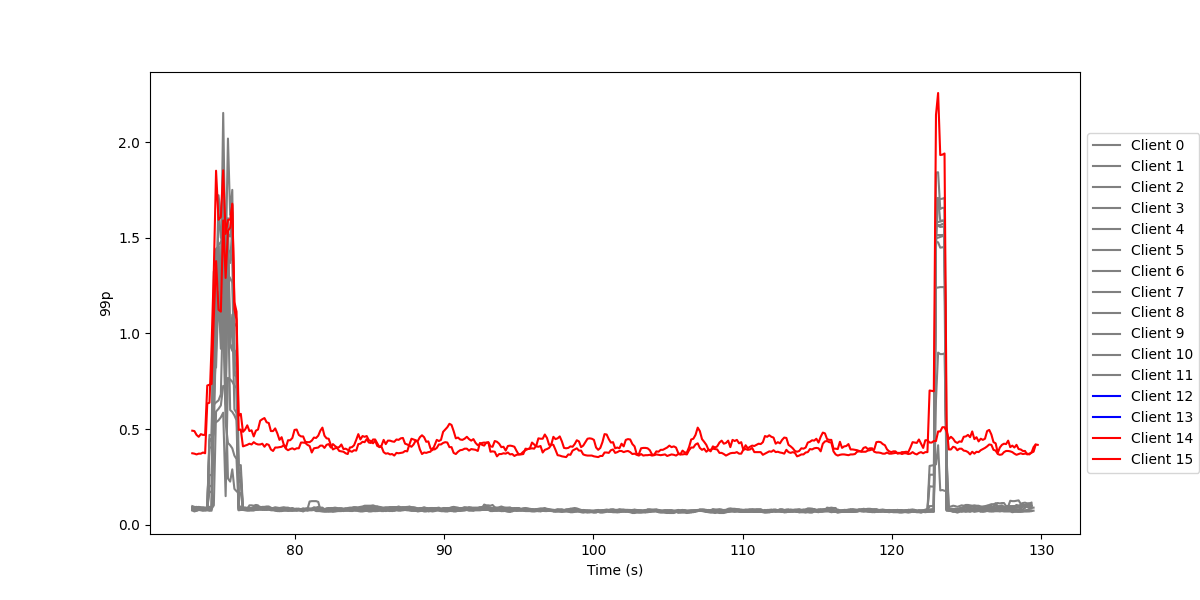 2.0
1.5
1.0
0.5
0.0
99p
80 90 100 110 120 130
Time (s)
Client 0
Client 1
Client 2
Client 3
Client 4
Client 5
Client 6
Client 7
Client 8
Client 9
Client 10
Client 11
Client 12
Client 13
Client 14
Client 15